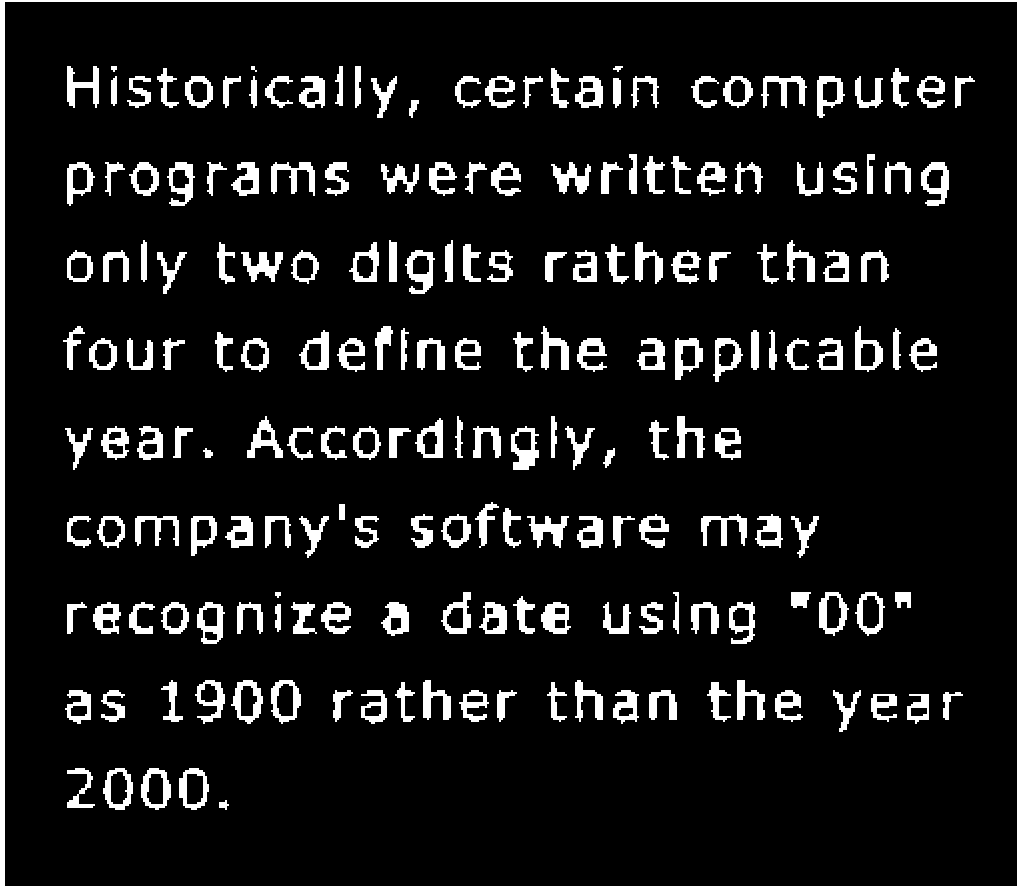 Historically, certain computer
programs were written using
only two digits rather than
four to define the applicable
year. Accordingly, the
company's software may
recognize a date using "00"
as 1900 rather than the year
2000.